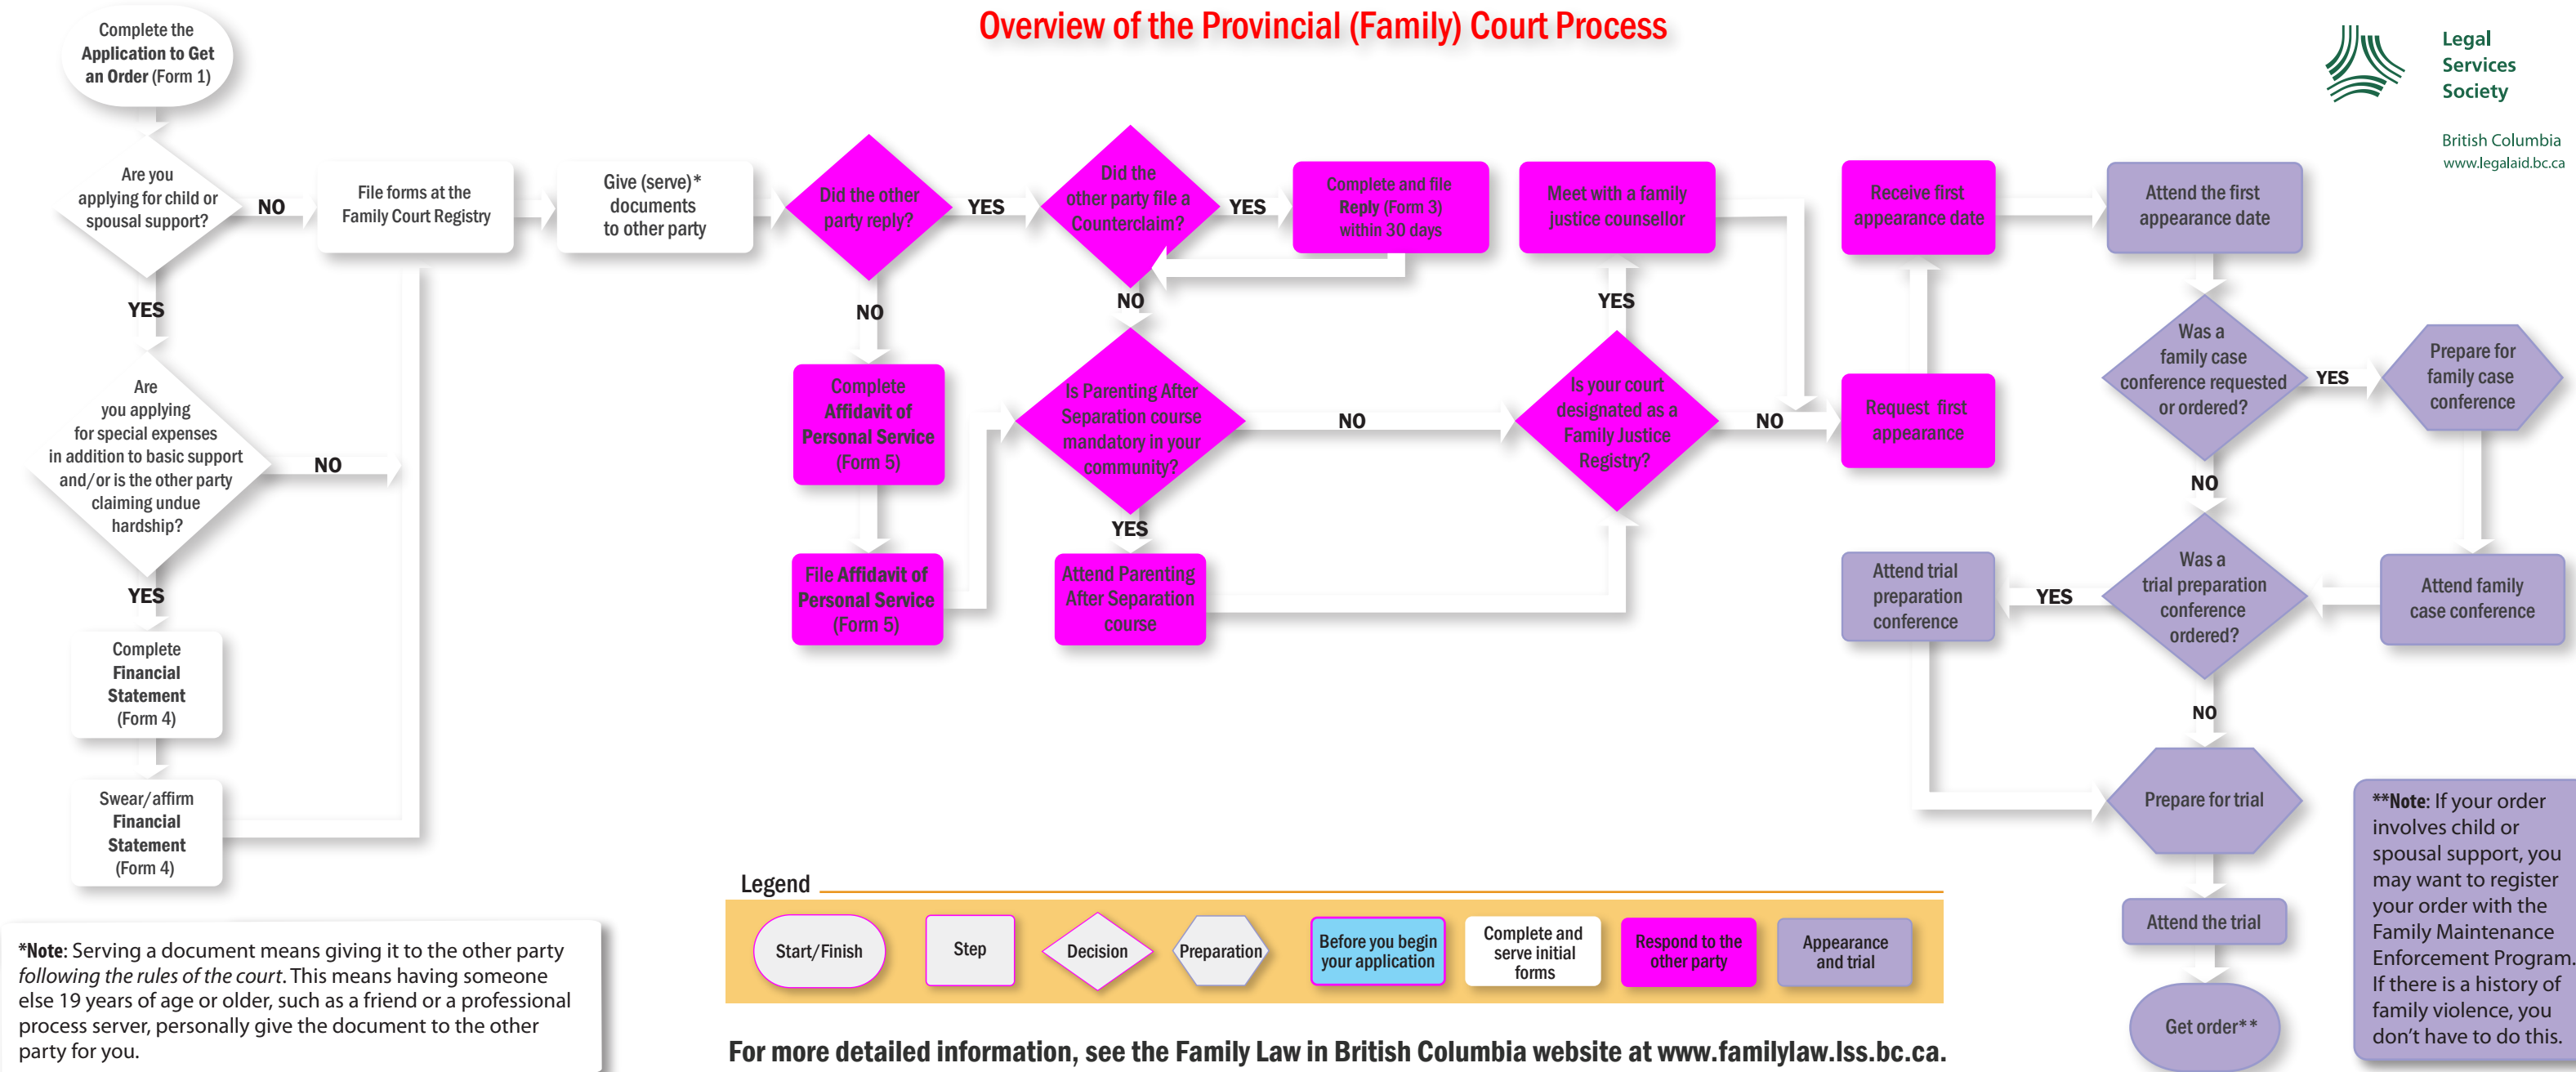 Overview of the Provincial (Family) Court Process
Legal
Services
Society
British Columbia
www.legalaid.bc.ca
Complete the
Application to Get
an Order (Form 1)
Are you
applying for child or
spousal support?
NO
YES
File forms at the
Family Court Registry
Give (serve)*
documents
to other party
Are
you applying
for special expenses
in addition to basic support
and/or is the other party
claiming undue
hardship?
NO
YES
Complete
Financial
Statement
(Form 4)
Swear/affirm
Financial
Statement
(Form 4)
Did the other
party reply?
YES
NO
Complete
Affidavit of
Personal Service
(Form 5)
File Affidavit of
Personal Service
(Form 5)
Did the
other party file a
Counterclaim?
YES
NO
Complete and file
Reply (Form 3)
within 30 days
Is Parenting After
Separation course
mandatory in your
community?
NO
YES
Attend Parenting
After Separation
course
Meet with a family
justice counsellor
YES
Is your court
designated as a
Family Justice
Registry?
NO
Request first
appearance
Receive first
appearance date
Attend the first
appearance date
Was a
family case
conference requested
or ordered?
YES
NO
Prepare for
family case
conference
Attend family
case conference
Was a
trial preparation
conference
ordered?
YES
NO
Attend trial
preparation
conference
Prepare for trial
Attend the trial
Get order**
**Note: If your order
involves child or
spousal support, you
may want to register
your order with the
Family Maintenance
Enforcement Program.
If there is a history of
family violence, you
don't have to do this.
*Note: Serving a document means giving it to the other party
following the rules of the court. This means having someone
else 19 years of age or older, such as a friend or a professional
process server, personally give the document to the other
party for you.
Legend
Start/Finish
Step
Decision
Preparation
Before you begin
your application
Complete and
serve initial
forms
Respond to the
other party
Appearance
and trial
For more detailed information, see the Family Law in British Columbia website at www.familylaw.lss.bc.ca.